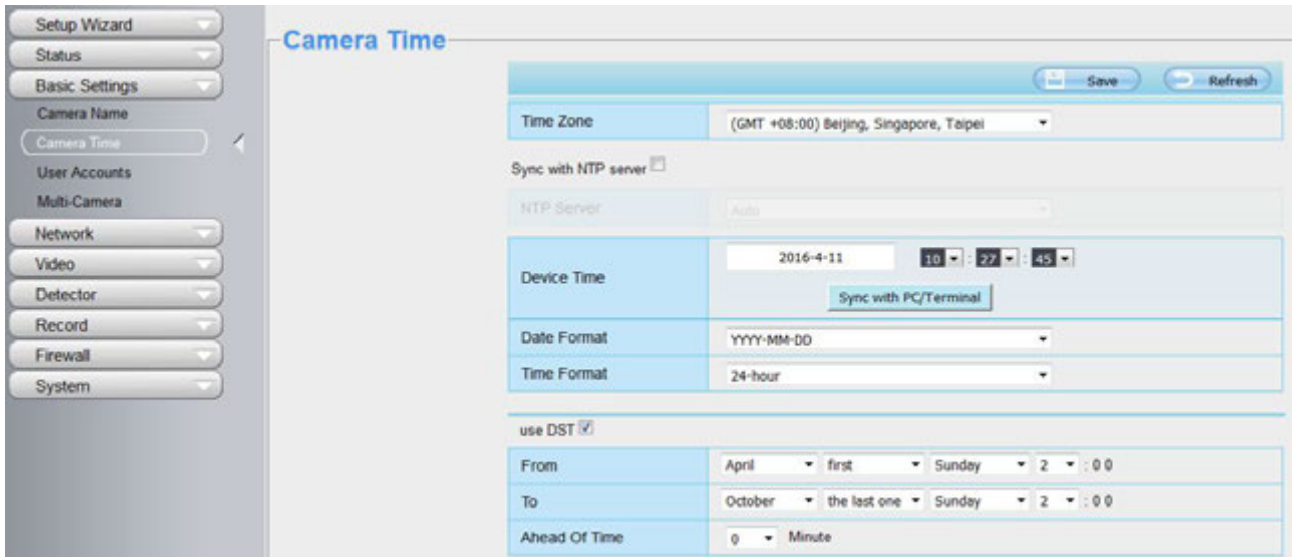 Setup Wizard
Status
Basic Settings
Camera Name
Camera Time
User Accounts
Multi-Camera
Network
Video
Detector
Record
Firewall
System
Camera Time
Save Refresh
Time Zone (GMT +08:00) Beijing, Singapore, Taipei
Sync with NTP server
NTP Server Auto
Device Time 2016-4-11 10 : 27 : 45
Sync with PC/Terminal
Date Format YYYY-MM-DD
Time Format 24-hour
use DST
From April first Sunday 2 : 0 0
To October the last one Sunday 2 : 0 0
Ahead Of Time 0 Minute